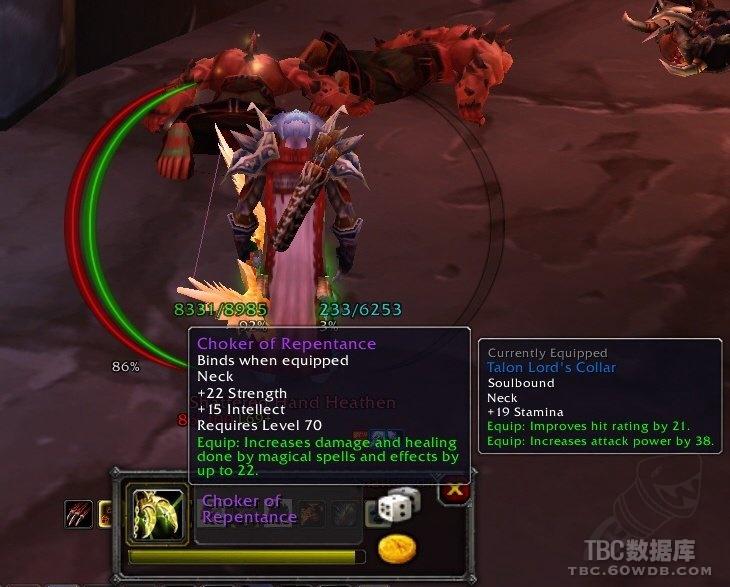 8331/8985 233/6253
92% 3%
86%
Choker of Repentance
Binds when equipped
Neck
+22 Strength
+15 Intellect
Requires Level 70
Equip: Increases damage and healing
done by magical spells and effects by
up to 22.
Currently Equipped
Talon Lord's Collar
Soulbound
Neck
+19 Stamina
Equip: Improves hit rating by 21.
Equip: Increases attack power by 38.
Hand Heathen
Choker of
Repentance
TBC数据库
TBC.60WDB.COM